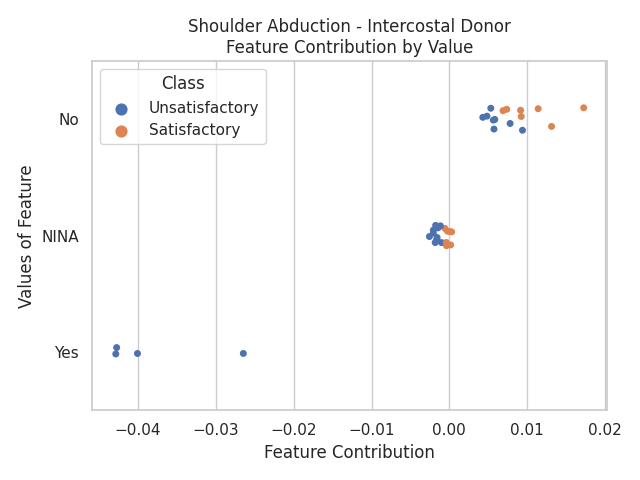 Shoulder Abduction - Intercostal Donor
Feature Contribution by Value
Class
Unsatisfactory
Satisfactory
Values of Feature
No
NINA
Yes
−0.04 −0.03 −0.02 −0.01 0.00 0.01 0.02
Feature Contribution